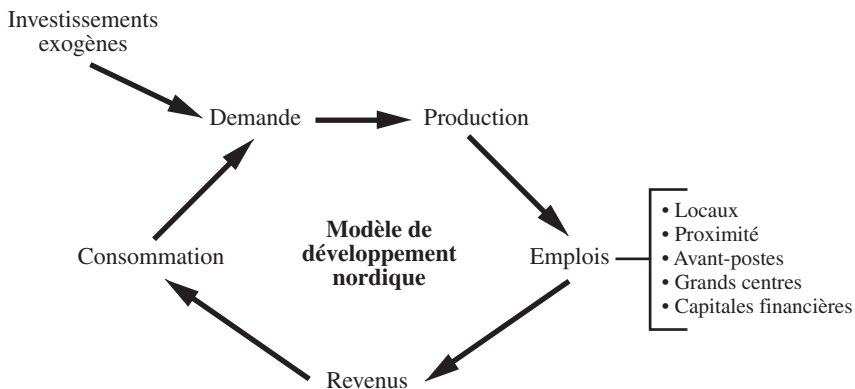 Investissements
exogènes
Demande
Production
Modèle de
développement
nordique
Consommation
Emplois
• Locaux
• Proximité
• Avant-postes
• Grands centres
• Capitales financières
Revenus